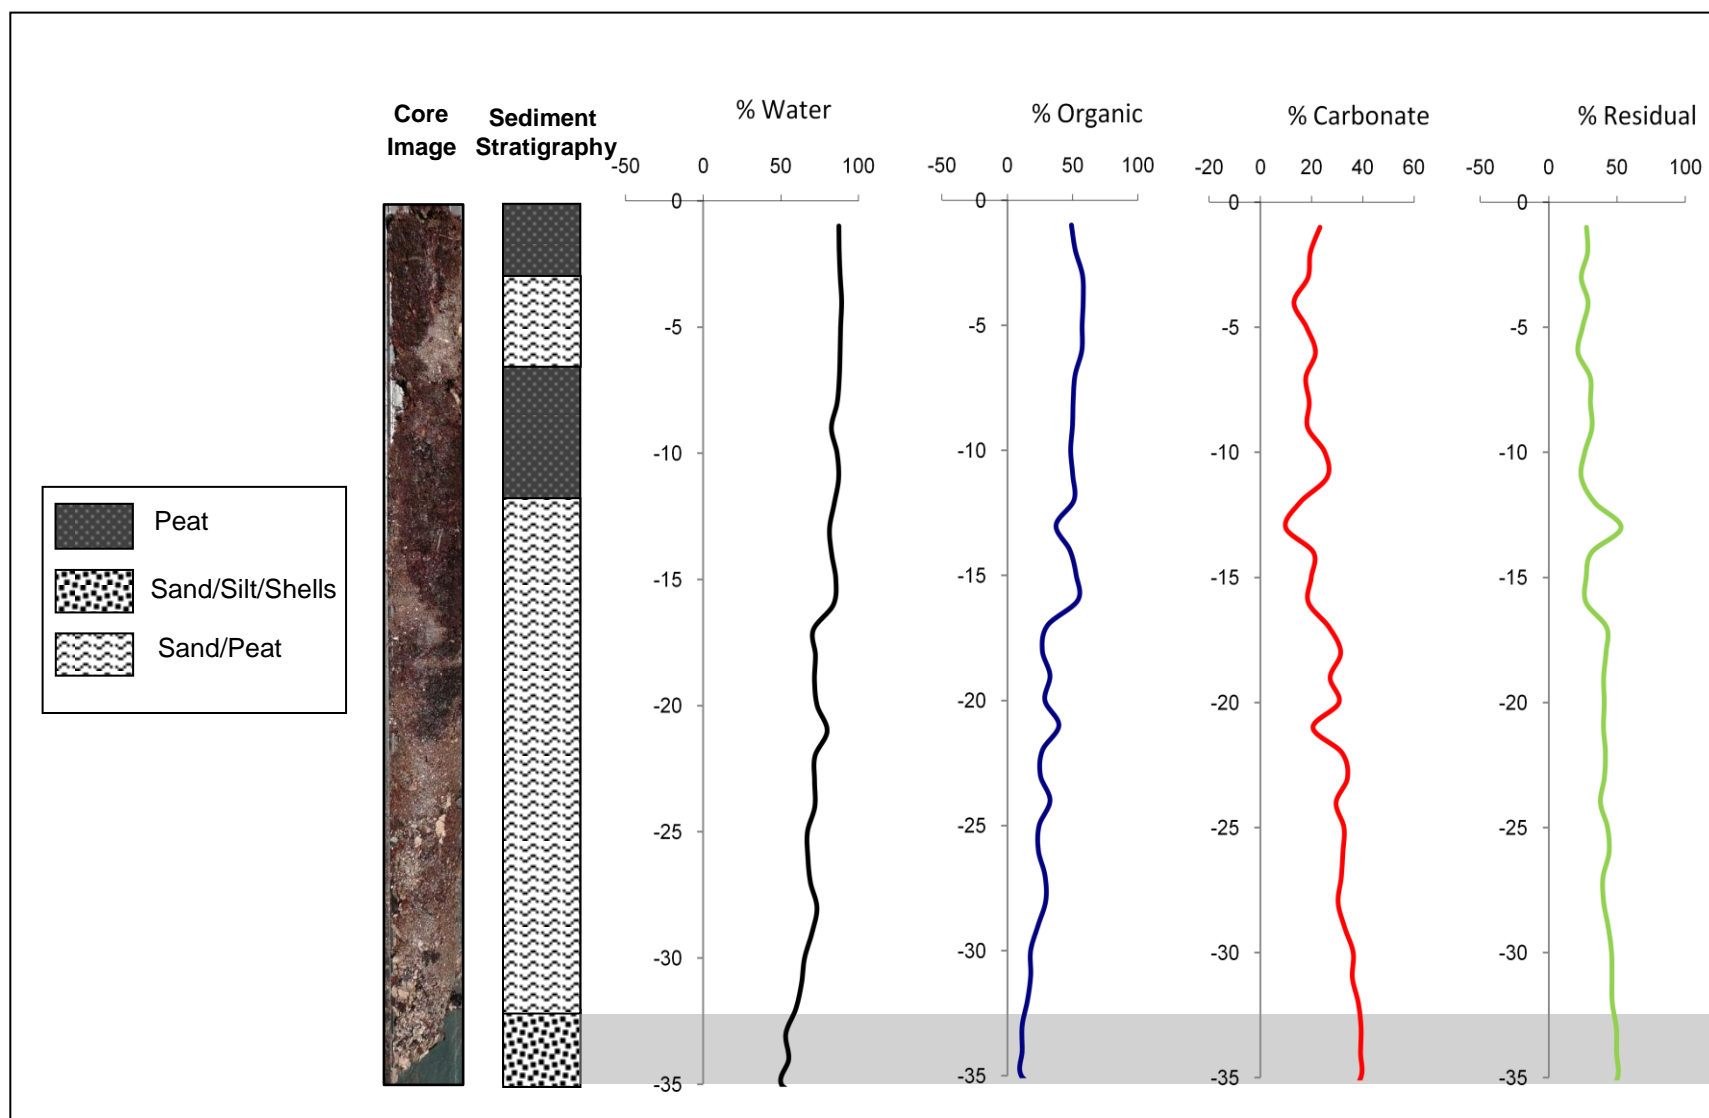 Core Image
Sediment Stratigraphy
% Water
% Organic
% Carbonate
% Residual
-50 0 50 100
-50 0 50 100
-20 0 20 40 60
-50 0 50 100
0 -5 -10 -15 -20 -25 -30 -35
0 -5 -10 -15 -20 -25 -30 -35
0 -5 -10 -15 -20 -25 -30 -35
0 -5 -10 -15 -20 -25 -30 -35
Peat
Sand/Silt/Shells
Sand/Peat